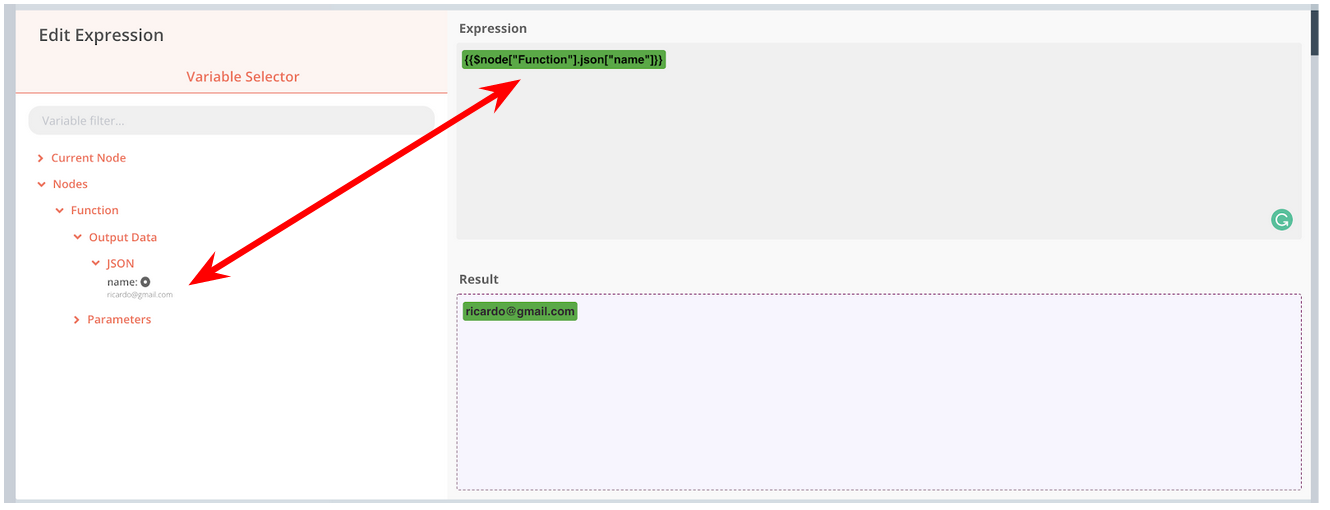 Edit Expression
Variable Selector
Variable filter...
Current Node
Nodes
Function
Output Data
JSON
name:
ricardo@gmail.com
Parameters
Expression
{{$node["Function"].json["name"]}}
Result
ricardo@gmail.com